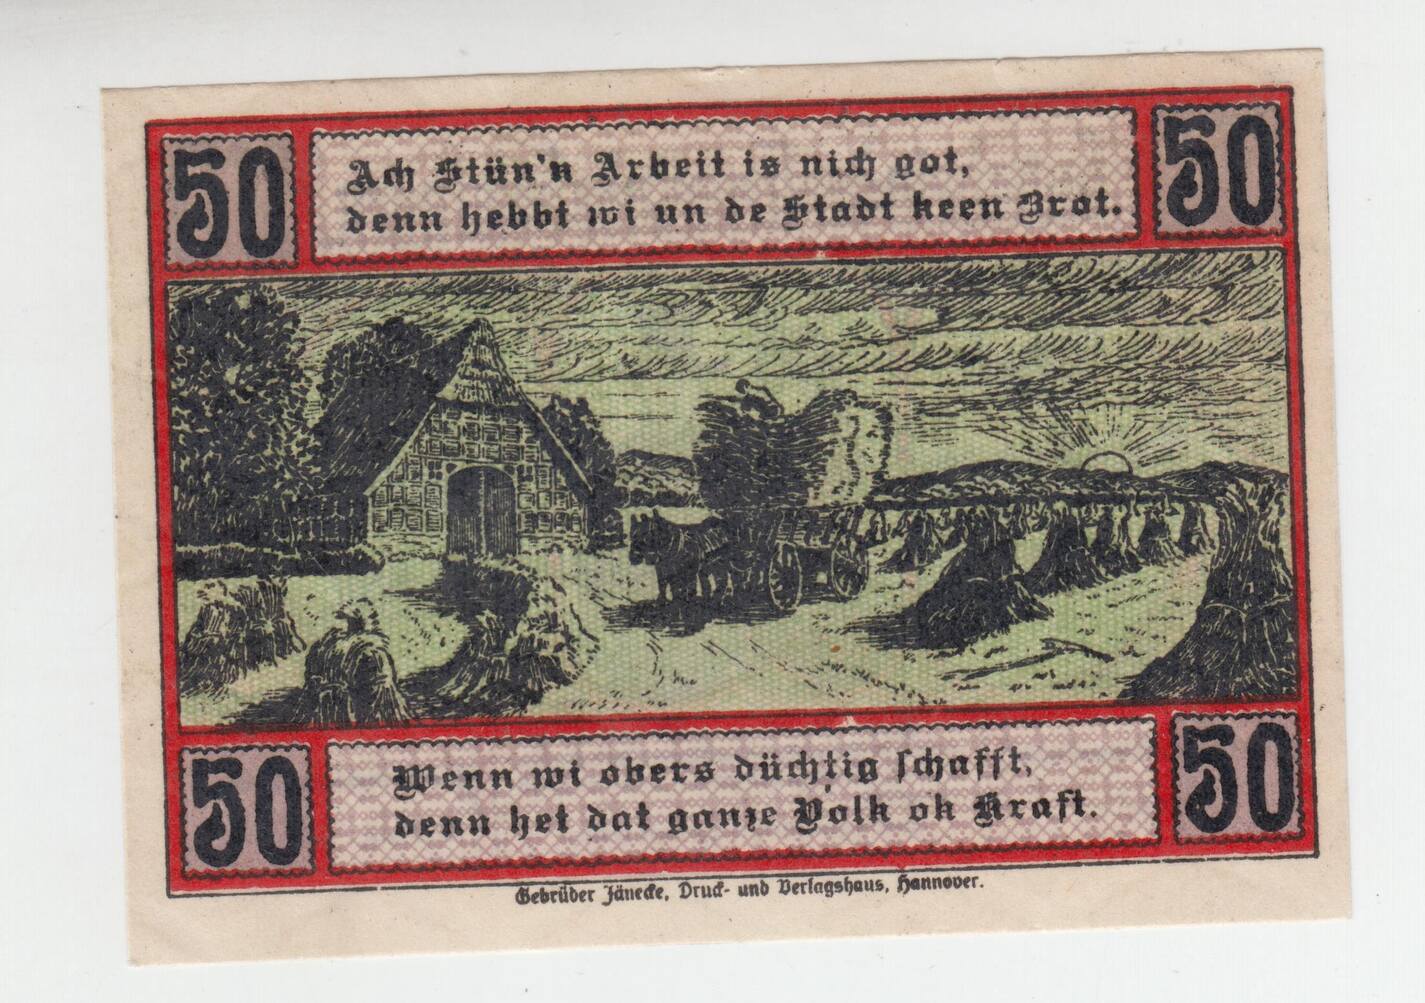 50
50
Ach Stün'n Arbeit is nich got,
denn hebbt wi un de Stadt keen Brot.
50
50
Wenn wi obers düchtig schafft,
denn het dat ganze Volk ok Kraft.
Gebrüder Jänecke, Druck- und Verlagshaus, Hannover.